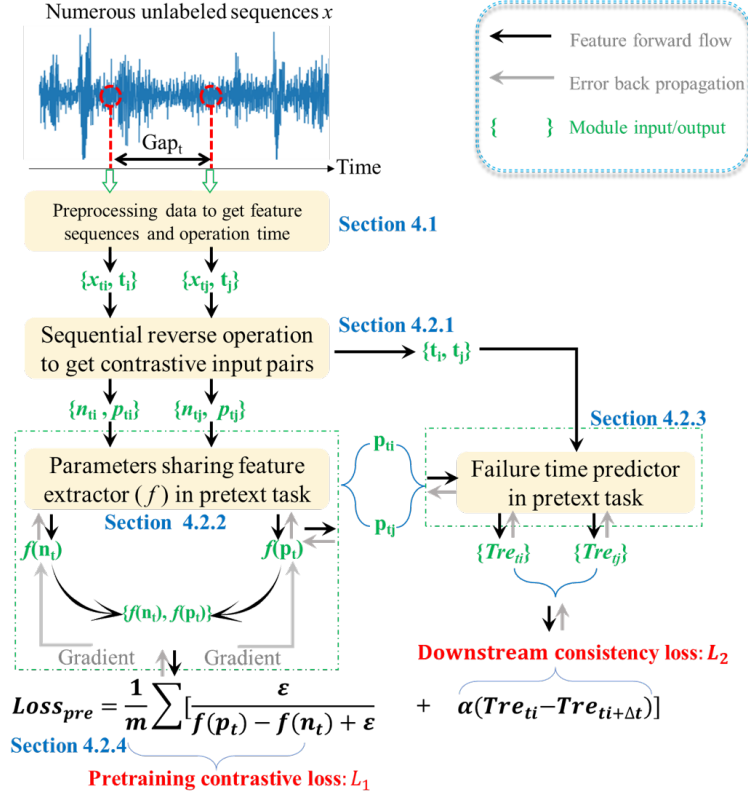 Numerous unlabeled sequences x
Gapt
Time
Feature forward flow
Error back propagation
{ } Module input/output
Preprocessing data to get feature
sequences and operation time
Section 4.1
{xti, ti} {xtj, tj}
Sequential reverse operation
to get contrastive input pairs
Section 4.2.1
{ti, tj}
{nti , pti} {ntj, ptj}
Section 4.2.3
Parameters sharing feature
extractor (f) in pretext task
Section 4.2.2
pti
ptj
Failure time predictor
in pretext task
f(nt) f(pt)
{Treti} {Tretj}
{f(nt), f(pt)}
Gradient Gradient
Downstream consistency loss: L2
Losspre = 1/m ∑[ε/(f(pt) − f(nt) + ε) + α(Treti−Treti+Δt)]
Section 4.2.4
Pretraining contrastive loss: L1